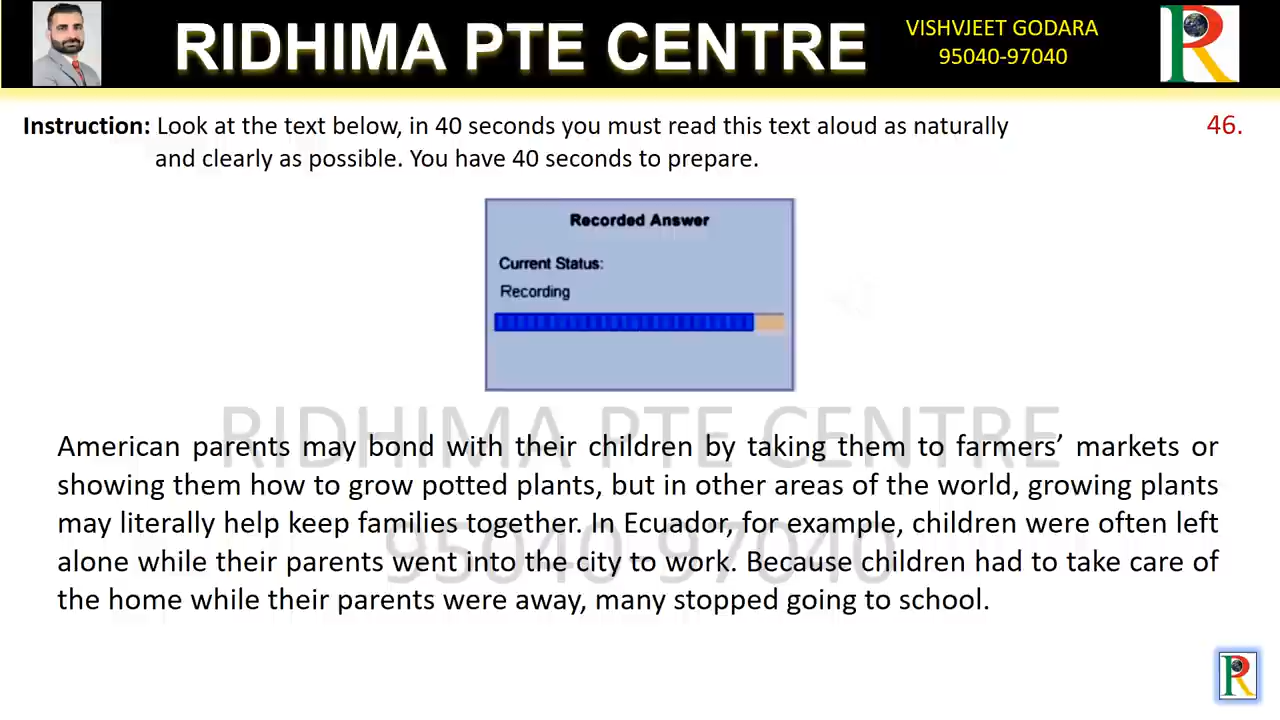 RIDHIMA PTE CENTRE
VISHVJEET GODARA
95040-97040
R
Instruction: Look at the text below, in 40 seconds you must read this text aloud as naturally
and clearly as possible. You have 40 seconds to prepare.
46.
Recorded Answer
Current Status:
Recording
RIDHIMA PTE CENTRE
95040 97040
American parents may bond with their children by taking them to farmers’ markets or
showing them how to grow potted plants, but in other areas of the world, growing plants
may literally help keep families together. In Ecuador, for example, children were often left
alone while their parents went into the city to work. Because children had to take care of
the home while their parents were away, many stopped going to school.
R